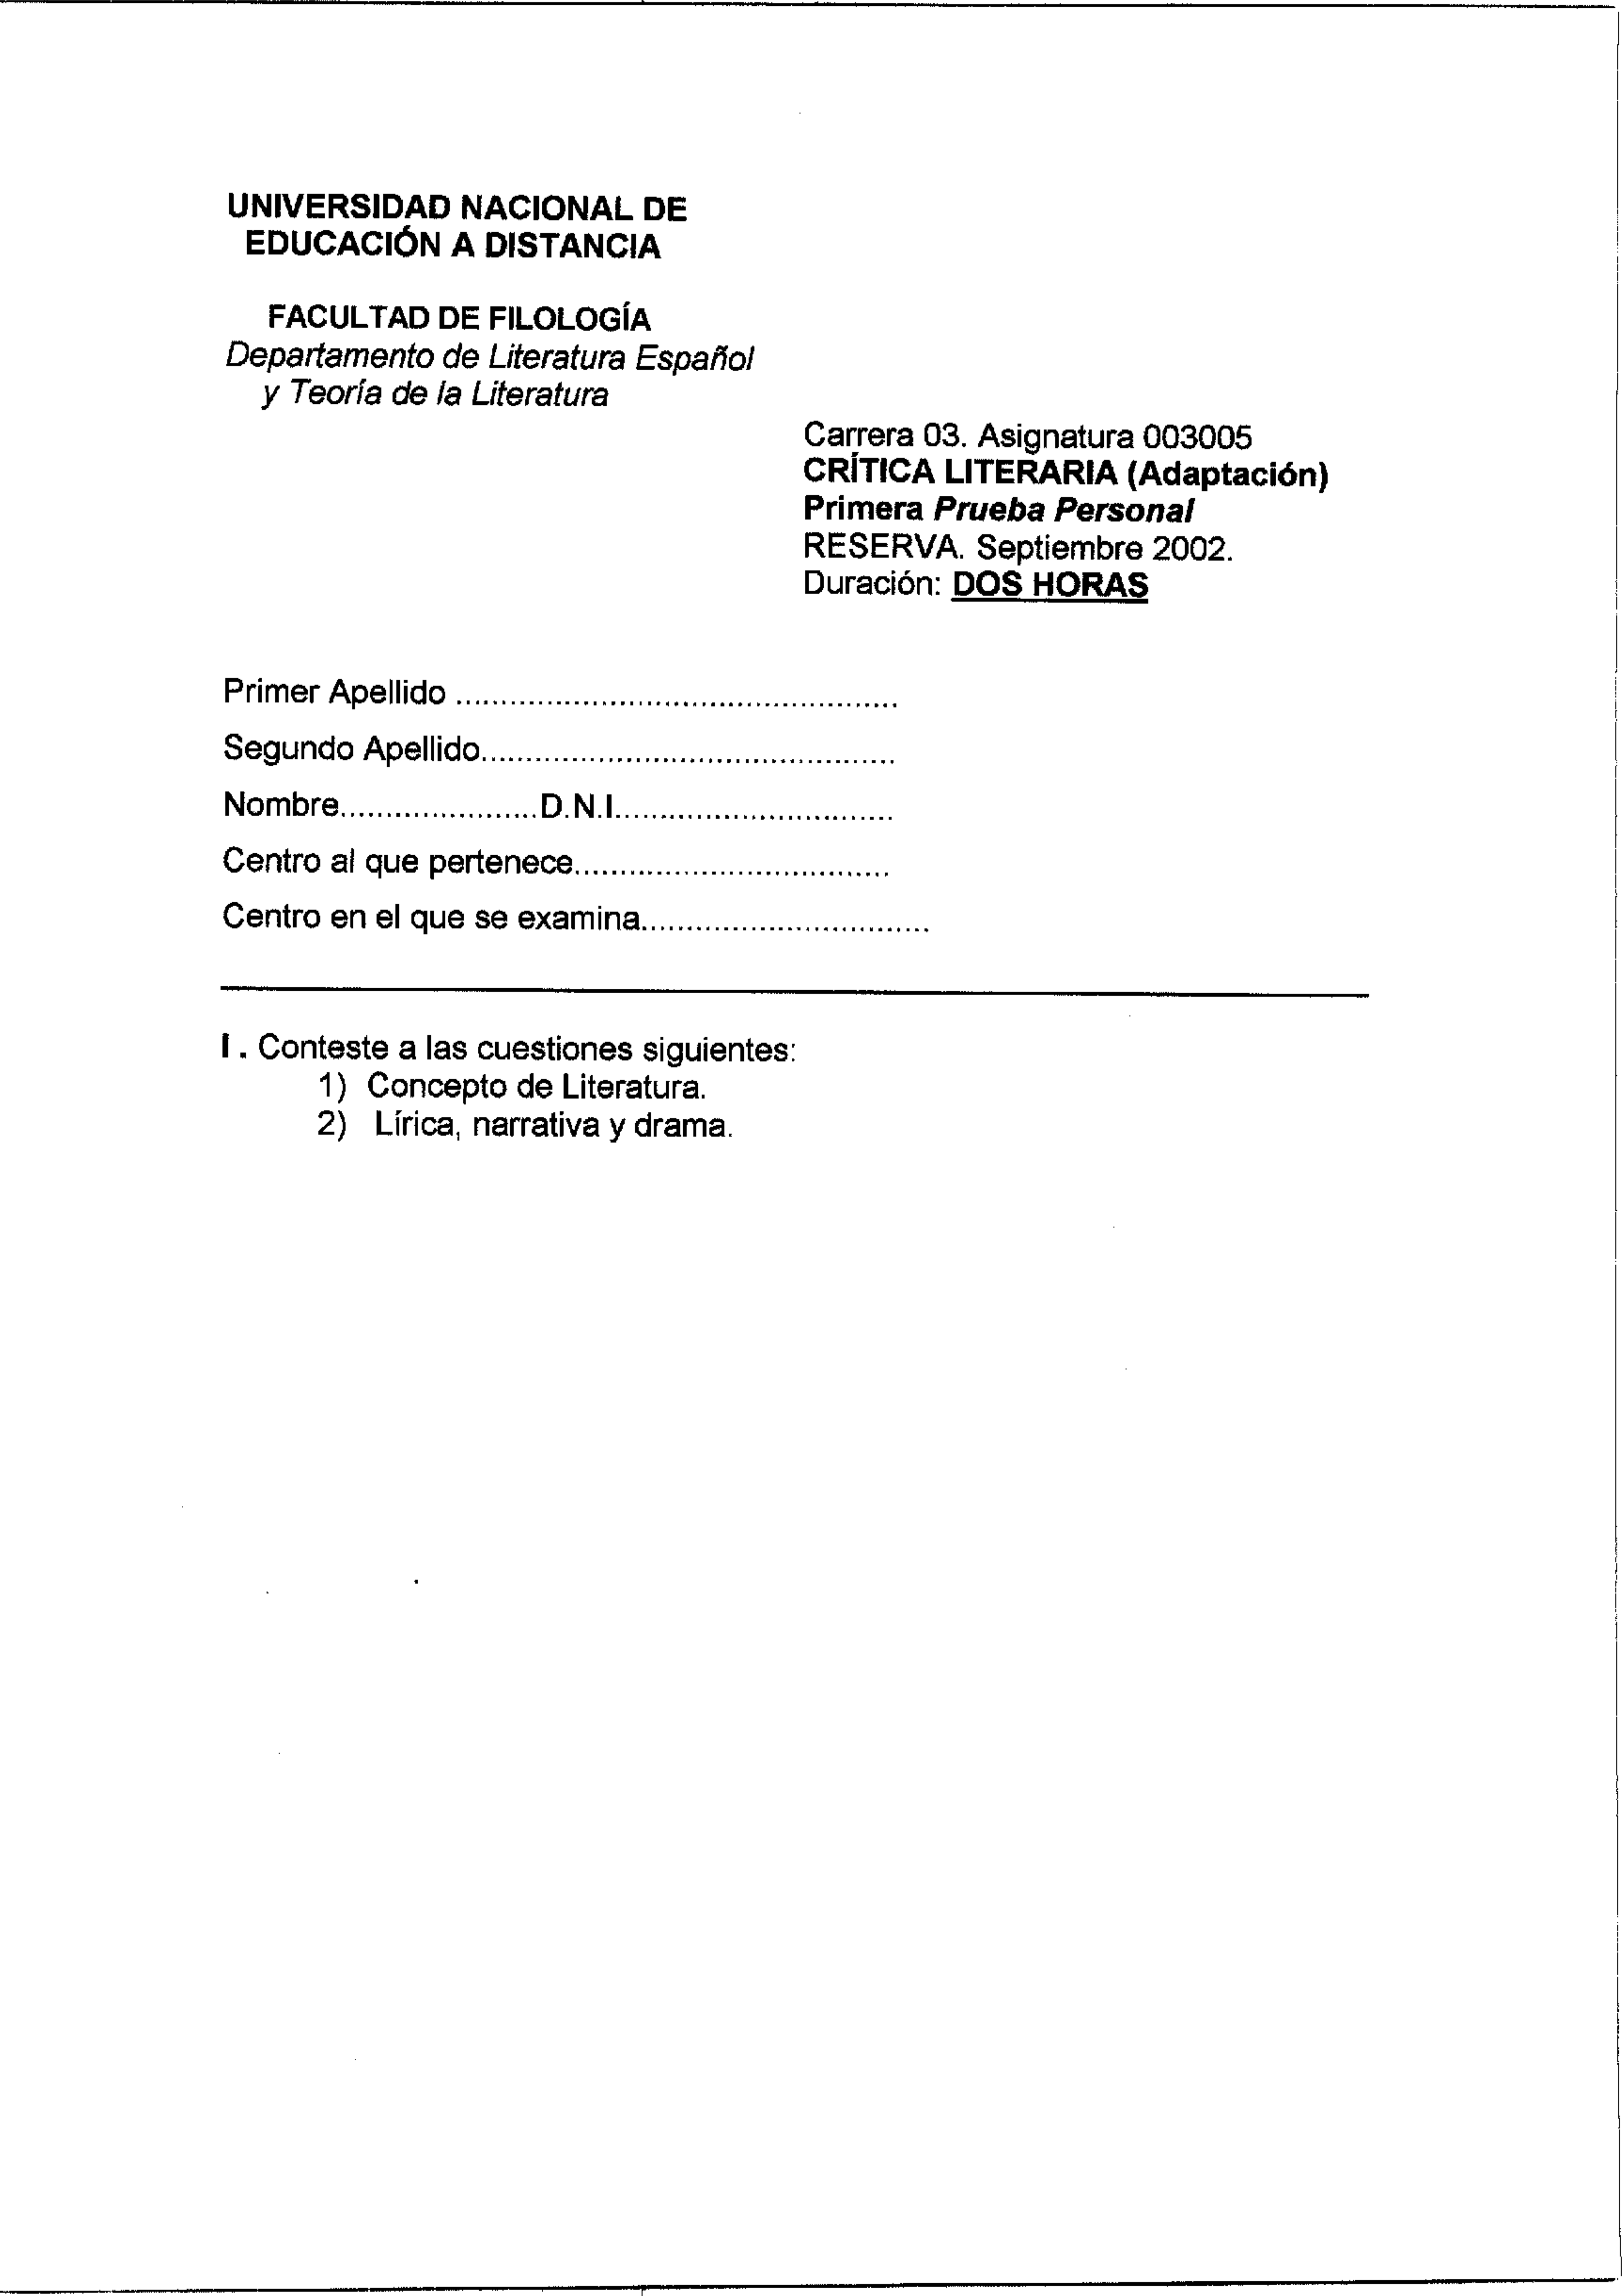 UNIVERSIDAD NACIONAL DE
EDUCACIÓN A DISTANCIA
FACULTAD DE FILOLOGÍA
Departamento de Literatura Español
y Teoría de la Literatura
Carrera 03. Asignatura 003005
CRÍTICA LITERARIA (Adaptación)
Primera Prueba Personal
RESERVA. Septiembre 2002.
Duración: DOS HORAS
Primer Apellido ................................................
Segundo Apellido.............................................
Nombre.....................D.N.I..............................
Centro al que pertenece..................................
Centro en el que se examina...............................
I . Conteste a las cuestiones siguientes:
1) Concepto de Literatura.
2) Lírica, narrativa y drama.